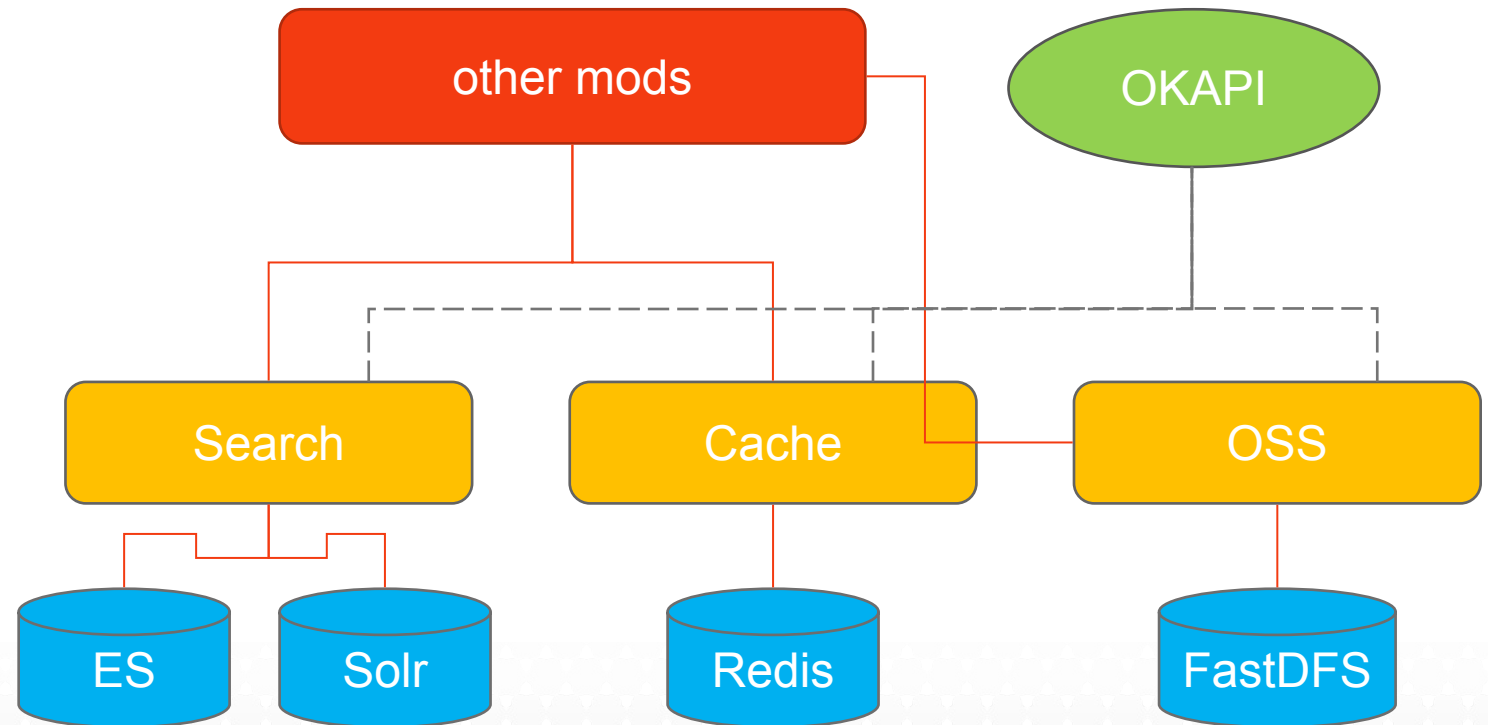 other mods
OKAPI
Search
Cache
OSS
ES
Solr
Redis
FastDFS